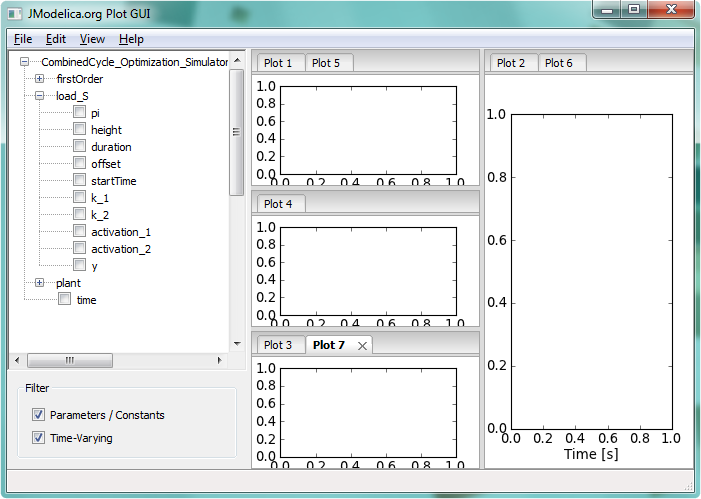 JModelica.org Plot GUI
File Edit View Help
CombinedCycle_Optimization_Simulator
firstOrder
load_S
pi
height
duration
offset
startTime
k_1
k_2
activation_1
activation_2
y
plant
time
Filter
Parameters / Constants
Time-Varying
Plot 1 Plot 5
1.0
0.8
0.6
0.4
0.2
0.0
0.0 0.2 0.4 0.6 0.8 1.0
Plot 4
1.0
0.8
0.6
0.4
0.2
0.0
0.0 0.2 0.4 0.6 0.8 1.0
Plot 3 Plot 7
1.0
0.8
0.6
0.4
0.2
0.0
0.0 0.2 0.4 0.6 0.8 1.0
Plot 2 Plot 6
1.0
0.8
0.6
0.4
0.2
0.0
0.0 0.2 0.4 0.6 0.8 1.0
Time [s]